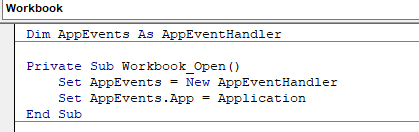 Workbook
Dim AppEvents As AppEventHandler
Private Sub Workbook_Open()
Set AppEvents = New AppEventHandler
Set AppEvents.App = Application
End Sub